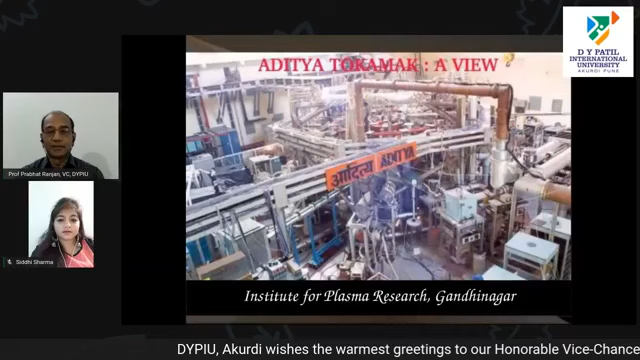 ADITYA TOKAMAK : A VIEW
D Y PATIL
INTERNATIONAL
UNIVERSITY
AKURDI PUNE
Prof Prabhat Ranjan, VC, DYPIU
आदित्य ADITYA
Siddhi Sharma
Institute for Plasma Research, Gandhinagar
DYPIU, Akurdi wishes the warmest greetings to our Honorable Vice-Chance